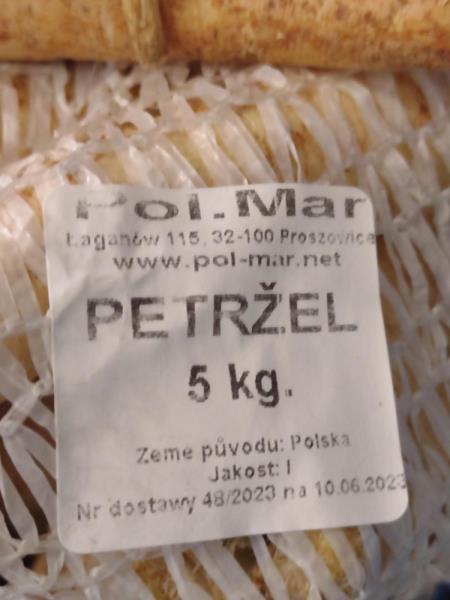 Pol.Mar
Łaganów 115, 32-100 Proszowice
www.pol-mar.net
PETRŽEL
5 kg.
Zeme původu: Polska
Jakost: I
Nr dostawy 48/2023 na 10.06.2023